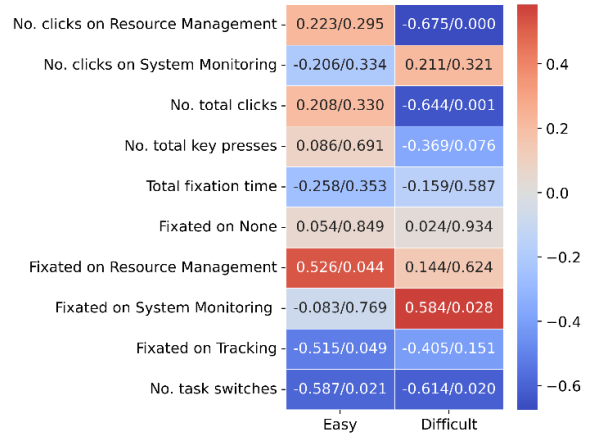 No. clicks on Resource Management 0.223/0.295 -0.675/0.000
No. clicks on System Monitoring -0.206/0.334 0.211/0.321
No. total clicks 0.208/0.330 -0.644/0.001
No. total key presses 0.086/0.691 -0.369/0.076
Total fixation time -0.258/0.353 -0.159/0.587
Fixated on None 0.054/0.849 0.024/0.934
Fixated on Resource Management 0.526/0.044 0.144/0.624
Fixated on System Monitoring -0.083/0.769 0.584/0.028
Fixated on Tracking -0.515/0.049 -0.405/0.151
No. task switches -0.587/0.021 -0.614/0.020
Easy Difficult
0.4
0.2
0.0
−0.2
−0.4
−0.6